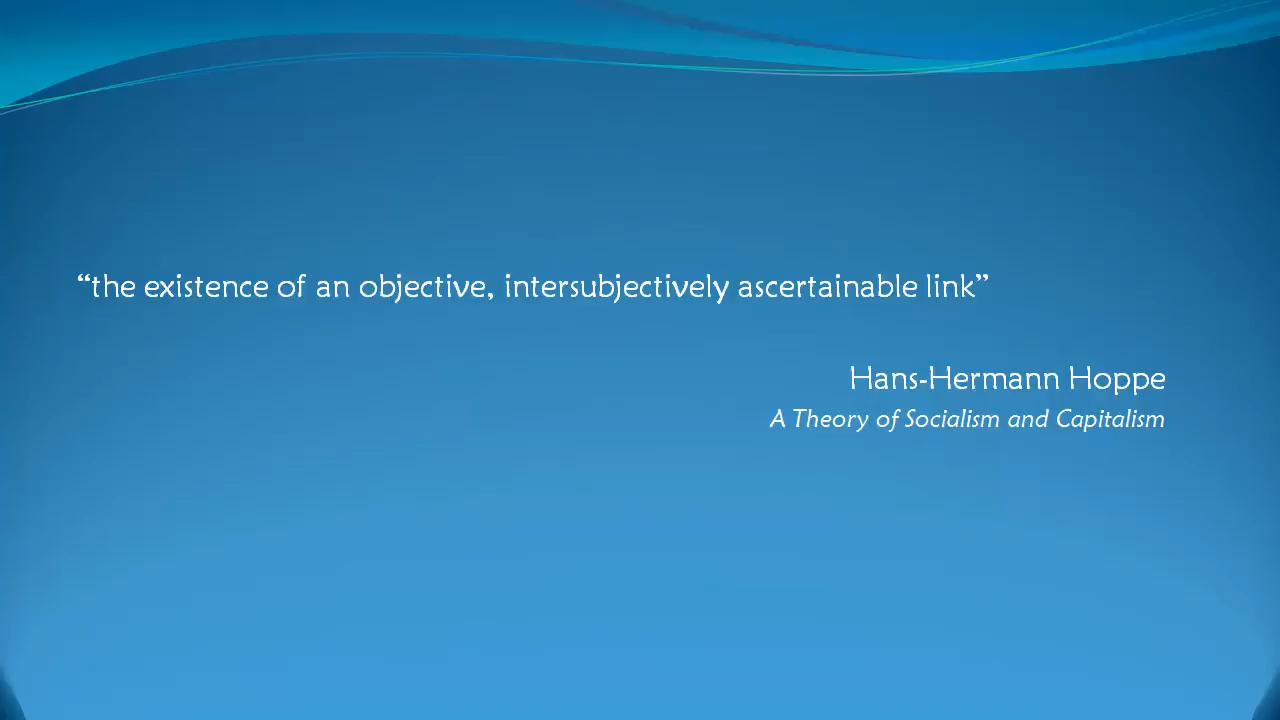 “the existence of an objective, intersubjectively ascertainable link”
Hans-Hermann Hoppe
A Theory of Socialism and Capitalism